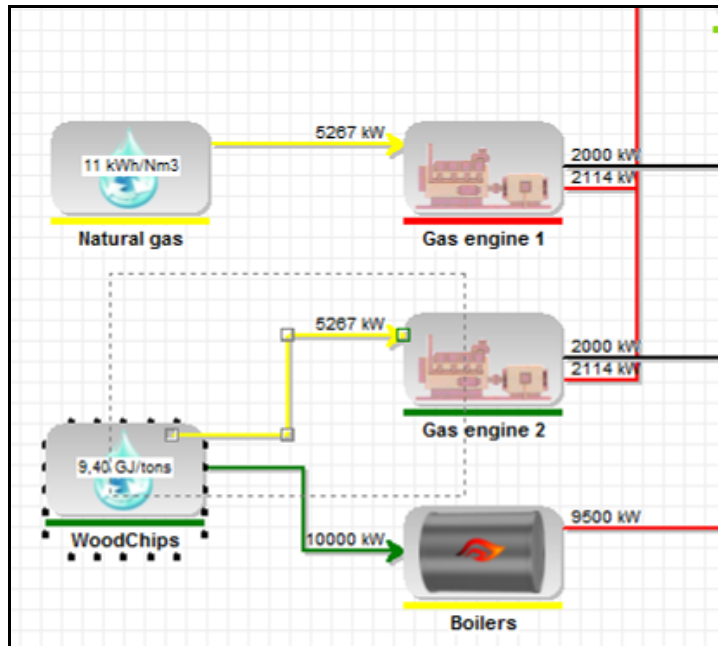 5267 kW
11 kWh/Nm3
2000 kW
2114 kW
Natural gas
Gas engine 1
5267 kW
2000 kW
2114 kW
Gas engine 2
9,40 GJ/tons
WoodChips
10000 kW
9500 kW
Boilers